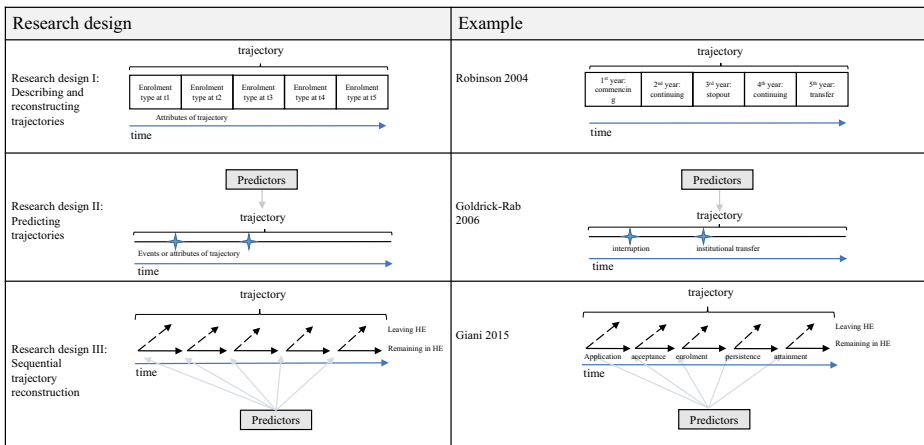 Research design
Example
Research design I:
Describing and
reconstructing
trajectories
trajectory
Enrolment
type at t1
Enrolment
type at t2
Enrolment
type at t3
Enrolment
type at t4
Enrolment
type at t5
Attributes of trajectory
time
Robinson 2004
trajectory
1st year:
commencin
g
2nd year:
continuing
3rd year:
stopout
4th year:
continuing
5th year:
transfer
time
Research design II:
Predicting
trajectories
Predictors
trajectory
Events or attributes of trajectory
time
Goldrick-Rab
2006
Predictors
trajectory
interruption
institutional transfer
time
Research design III:
Sequential
trajectory
reconstruction
trajectory
Leaving HE
Remaining in HE
time
Predictors
Giani 2015
trajectory
Leaving HE
Remaining in HE
Application
acceptance
enrolment
persistence
attainment
time
Predictors